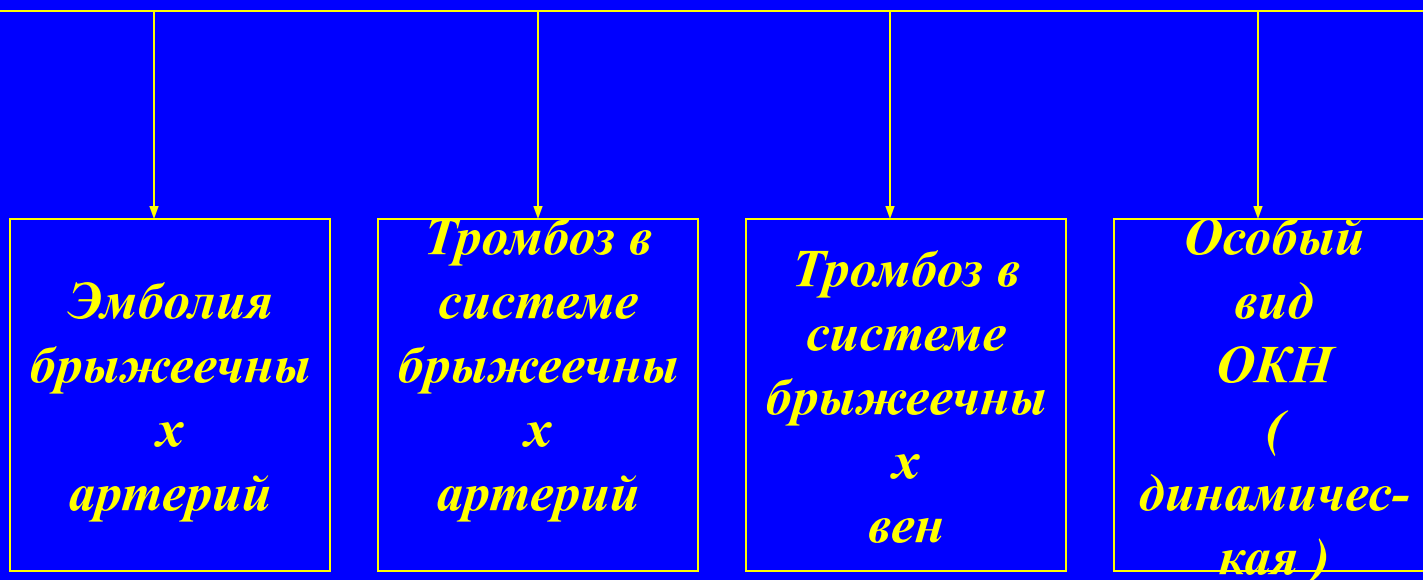 Эмболия
брыжеечны
х
артерий
Тромбоз в
системе
брыжеечны
х
артерий
Тромбоз в
системе
брыжеечны
х
вен
Особый
вид
ОКН
(
динамичес-
кая )